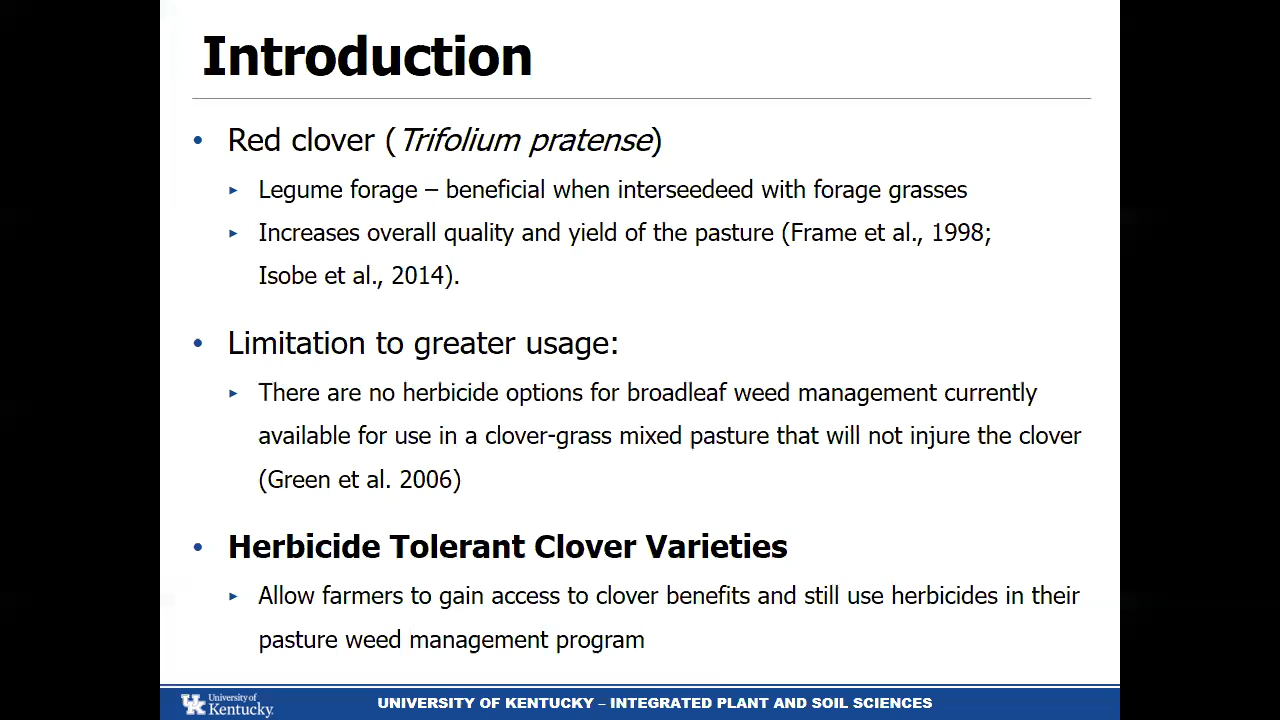 Introduction
• Red clover (Trifolium pratense)
▸ Legume forage – beneficial when interseedeed with forage grasses
▸ Increases overall quality and yield of the pasture (Frame et al., 1998;
Isobe et al., 2014).
• Limitation to greater usage:
▸ There are no herbicide options for broadleaf weed management currently
available for use in a clover-grass mixed pasture that will not injure the clover
(Green et al. 2006)
• Herbicide Tolerant Clover Varieties
▸ Allow farmers to gain access to clover benefits and still use herbicides in their
pasture weed management program
University of
Kentucky.
UNIVERSITY OF KENTUCKY – INTEGRATED PLANT AND SOIL SCIENCES